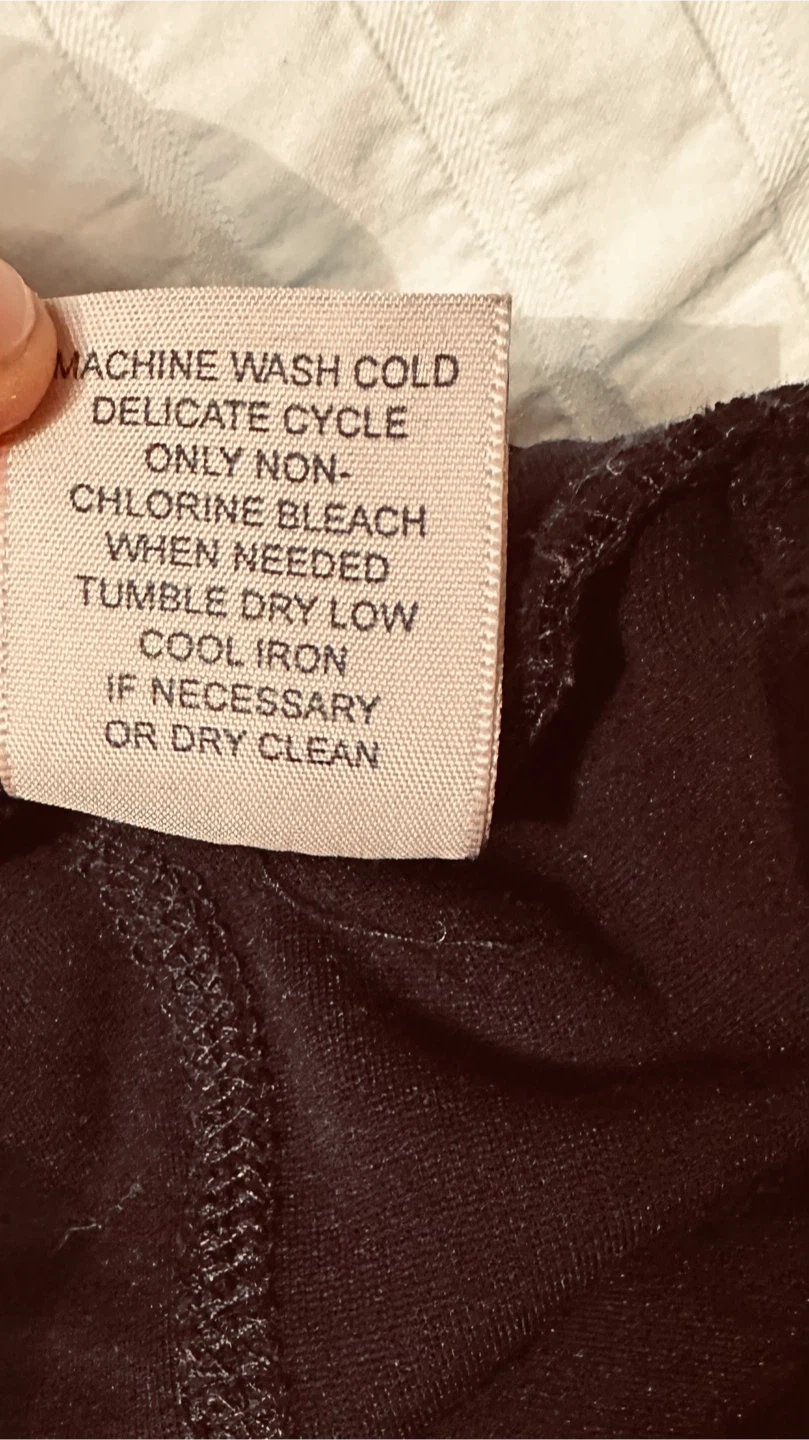 MACHINE WASH COLD
DELICATE CYCLE
ONLY NON-
CHLORINE BLEACH
WHEN NEEDED
TUMBLE DRY LOW
COOL IRON
IF NECESSARY
OR DRY CLEAN